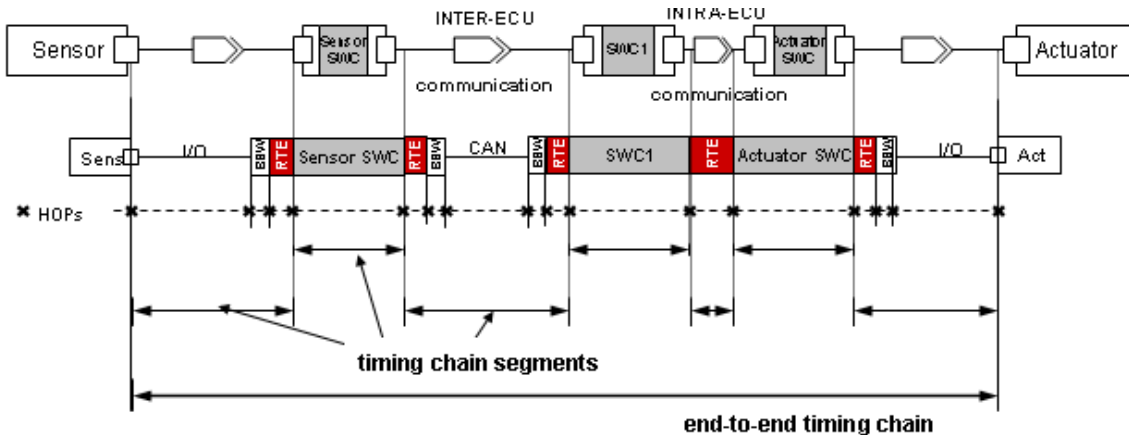 INTER-ECU
INTRA-ECU
Sensor
Sensor
SWC
SWC1
Actuator
SWC
Actuator
communication
communication
Sens
I/O
BBW
RTE
Sensor SWC
RTE
BBW
CAN
BBW
RTE
SWC1
RTE
Actuator SWC
RTE
BBW
I/O
Act
HOPs
timing chain segments
end-to-end timing chain